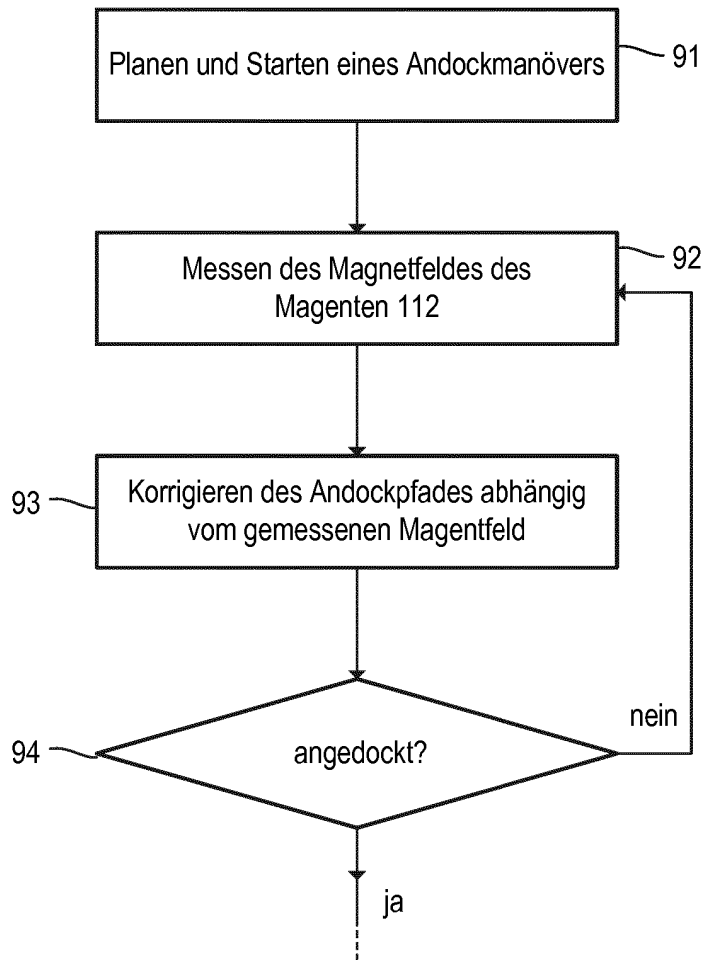 Planen und Starten eines Andockmanövers
91
Messen des Magnetfeldes des
Magenten 112
92
93
Korrigieren des Andockpfades abhängig
vom gemessenen Magentfeld
94
angedockt?
nein
ja